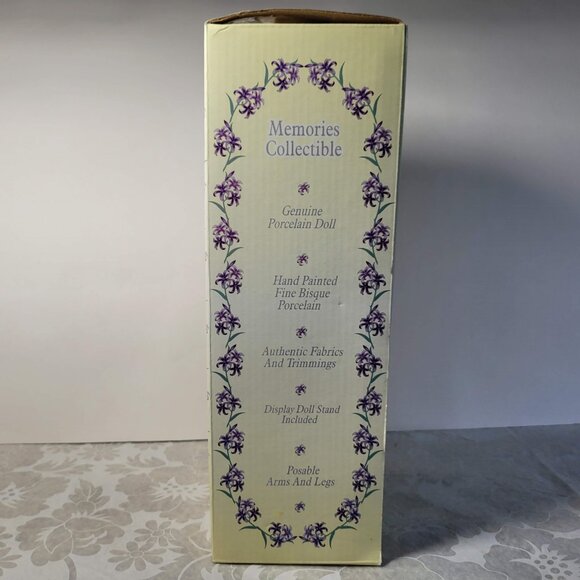 Memories
Collectible
Genuine
Porcelain Doll
Hand Painted
Fine Bisque
Porcelain
Authentic Fabrics
And Trimmings
Display Doll Stand
Included
Posable
Arms And Legs